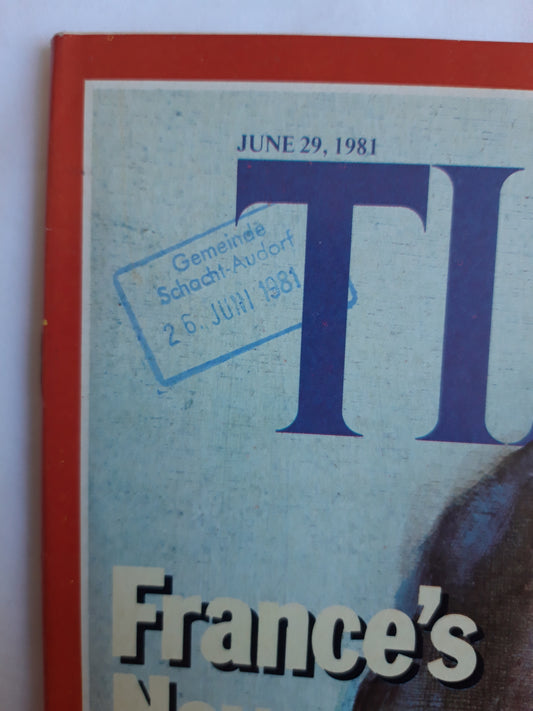 JUNE 29, 1981
TI
Gemeinde
Schacht-Audorf
26. JUNI 1981
France's